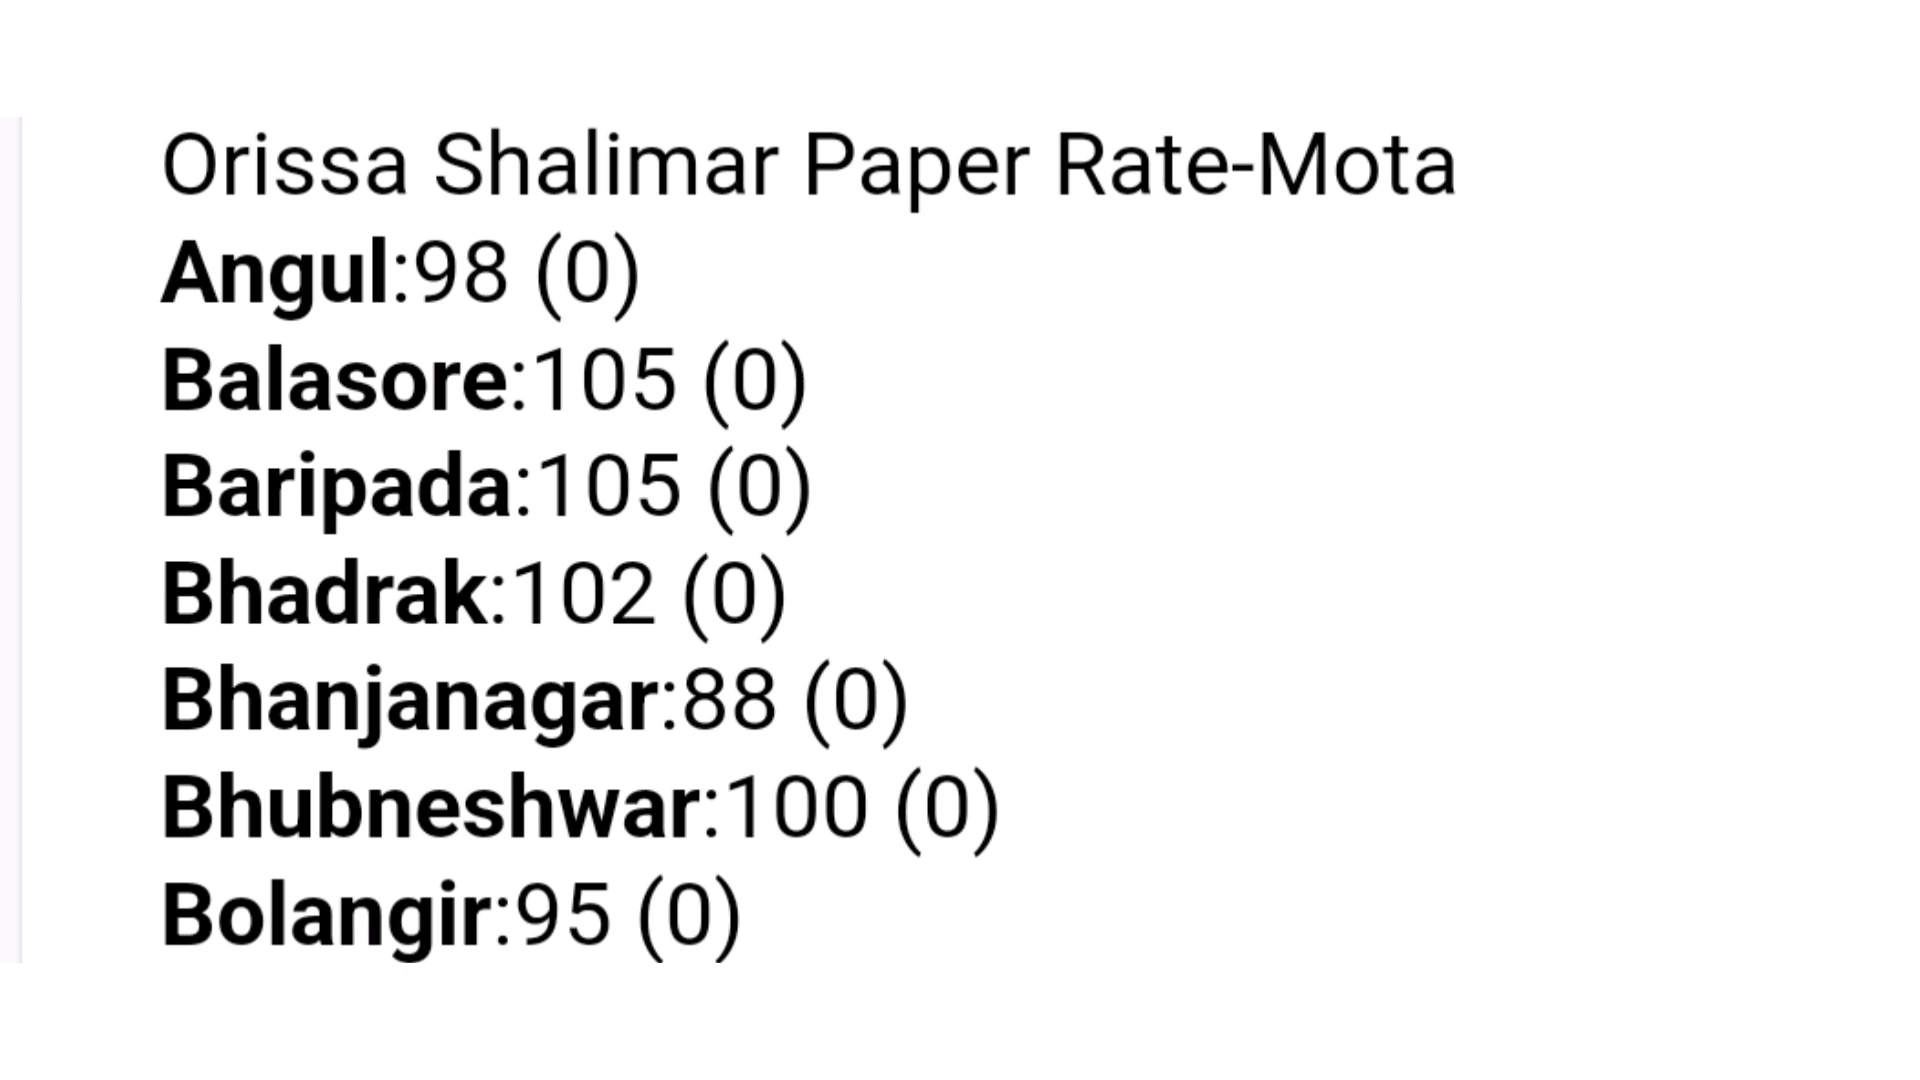 Orissa Shalimar Paper Rate-Mota
Angul:98 (0)
Balasore:105 (0)
Baripada:105 (0)
Bhadrak:102 (0)
Bhanjanagar:88 (0)
Bhubneshwar:100 (0)
Bolangir:95 (0)